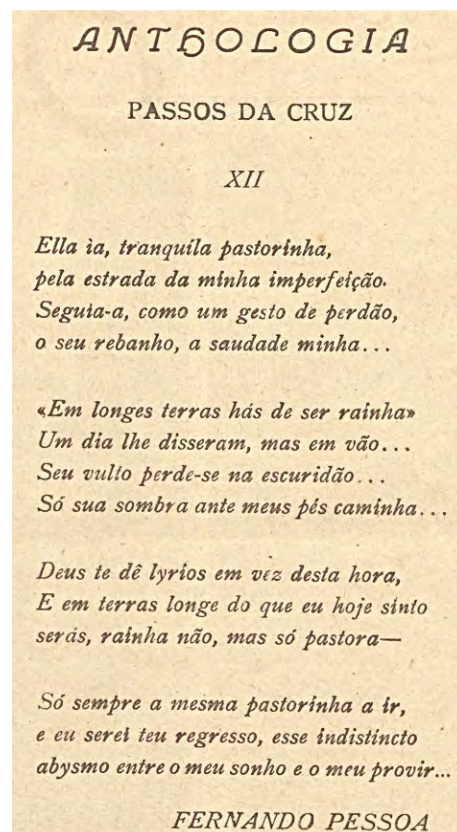 ANTHOLOGIA
PASSOS DA CRUZ
XII
Ella ìa, tranquíla pastorinha,
pela estrada da minha imperfeição.
Seguia-a, como um gesto de perdão,
o seu rebanho, a saudade minha...
«Em longes terras hás de ser rainha»
Um dia lhe disseram, mas em vão...
Seu vulto perde-se na escuridão...
Só sua sombra ante meus pés caminha...
Deus te dê lyrios em vez desta hora,
E em terras longe do que eu hoje sinto
serás, rainha não, mas só pastora—
Só sempre a mesma pastorinha a ir,
e eu serei teu regresso, esse indistincto
abysmo entre o meu sonho e o meu provir...
FERNANDO PESSOA